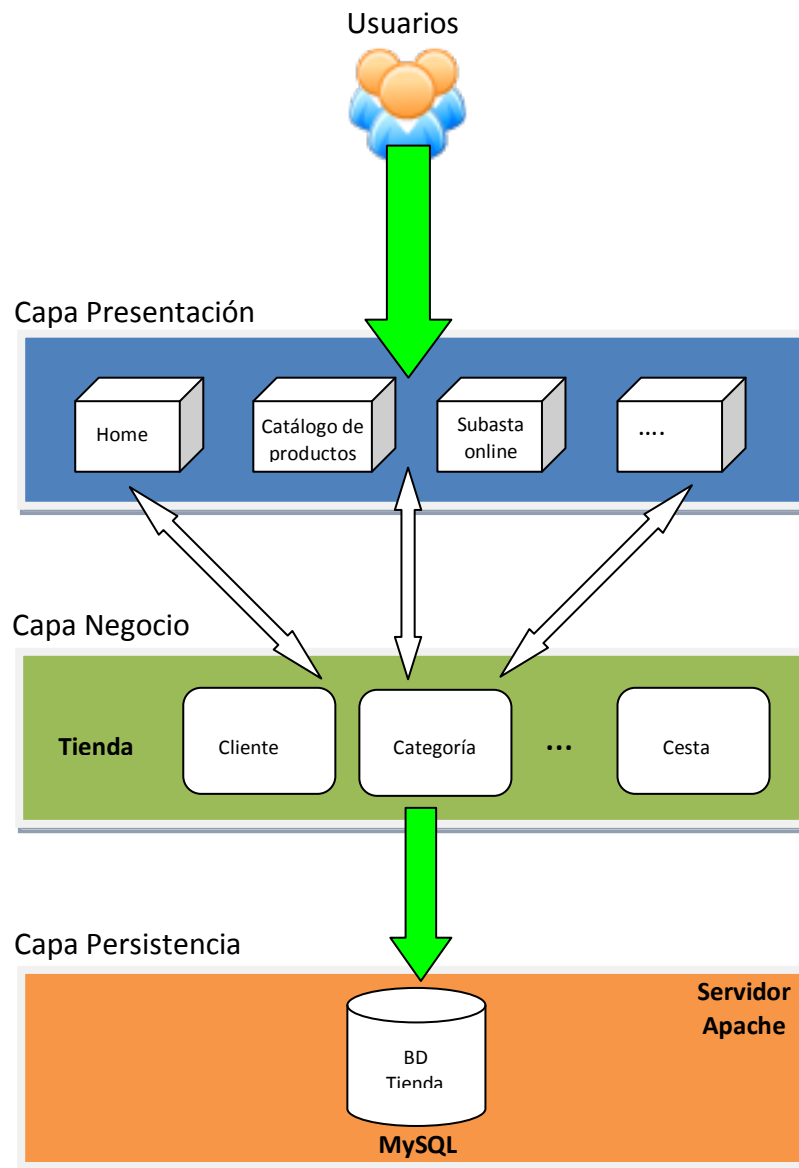 Usuarios
Capa Presentación
Home
Catálogo de
productos
Subasta
online
....
Capa Negocio
Tienda
Cliente
Categoría
...
Cesta
Capa Persistencia
Servidor
Apache
BD
Tienda
MySQL